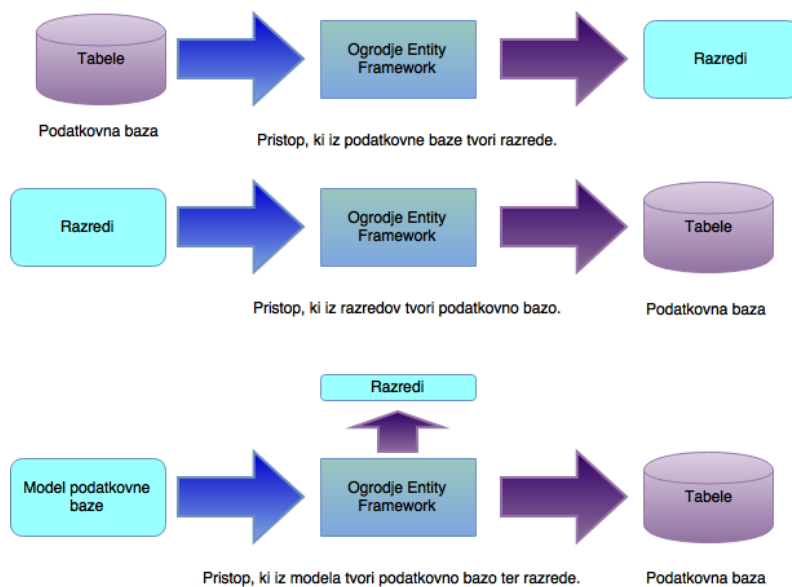 Tabele
Ogrodje Entity
Framework
Razredi
Podatkovna baza
Pristop, ki iz podatkovne baze tvori razrede.
Razredi
Ogrodje Entity
Framework
Tabele
Pristop, ki iz razredov tvori podatkovno bazo.
Podatkovna baza
Razredi
Model podatkovne
baze
Ogrodje Entity
Framework
Tabele
Pristop, ki iz modela tvori podatkovno bazo ter razrede.
Podatkovna baza